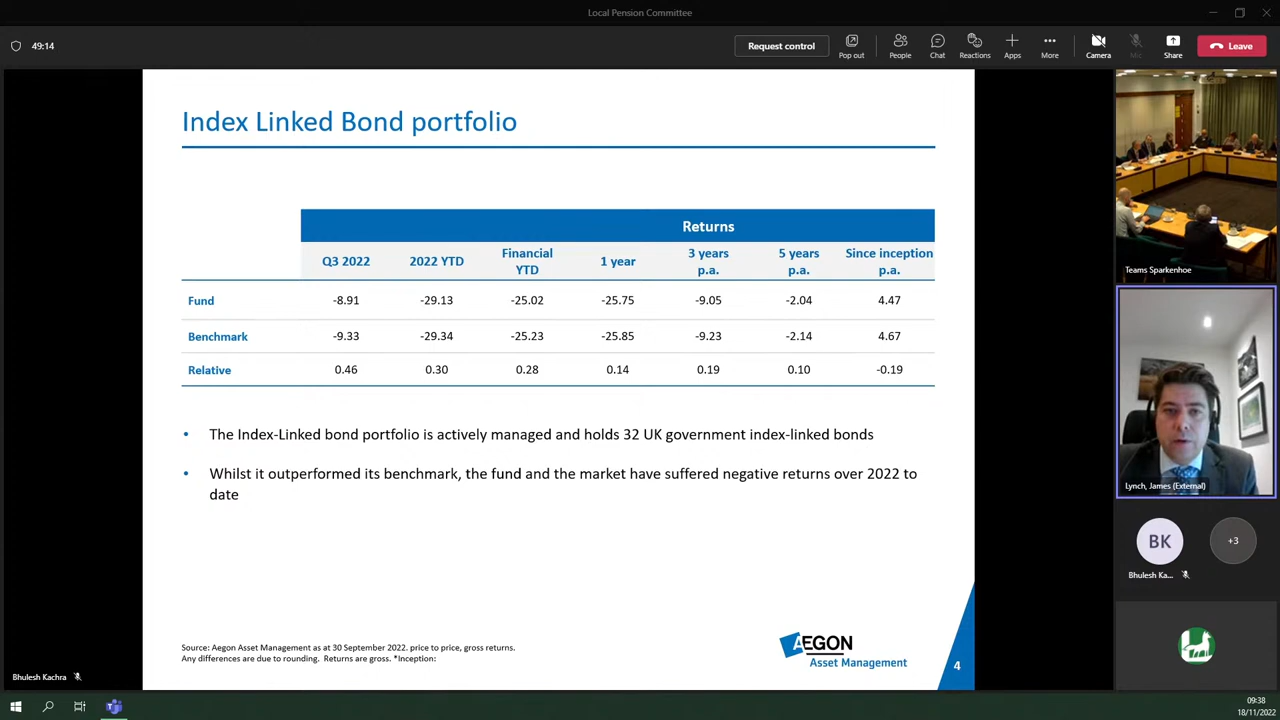 Local Pension Committee
49:14
Request control
Pop out
People
Chat
Reactions
Apps
More
Camera
Mic
Share
Leave
Index Linked Bond portfolio
Returns
Q3 2022 2022 YTD Financial YTD 1 year 3 years p.a. 5 years p.a. Since inception p.a.
Fund -8.91 -29.13 -25.02 -25.75 -9.05 -2.04 4.47
Benchmark -9.33 -29.34 -25.23 -25.85 -9.23 -2.14 4.67
Relative 0.46 0.30 0.28 0.14 0.19 0.10 -0.19
• The Index-Linked bond portfolio is actively managed and holds 32 UK government index-linked bonds
• Whilst it outperformed its benchmark, the fund and the market have suffered negative returns over 2022 to
date
Source: Aegon Asset Management as at 30 September 2022. price to price, gross returns.
Any differences are due to rounding. Returns are gross. *Inception:
AEGON
Asset Management
4
Teams Sparkenhoe
Lynch, James (External)
BK
+3
Bhulesh Ka...
Bhulesh Kachra
09:38
18/11/2022